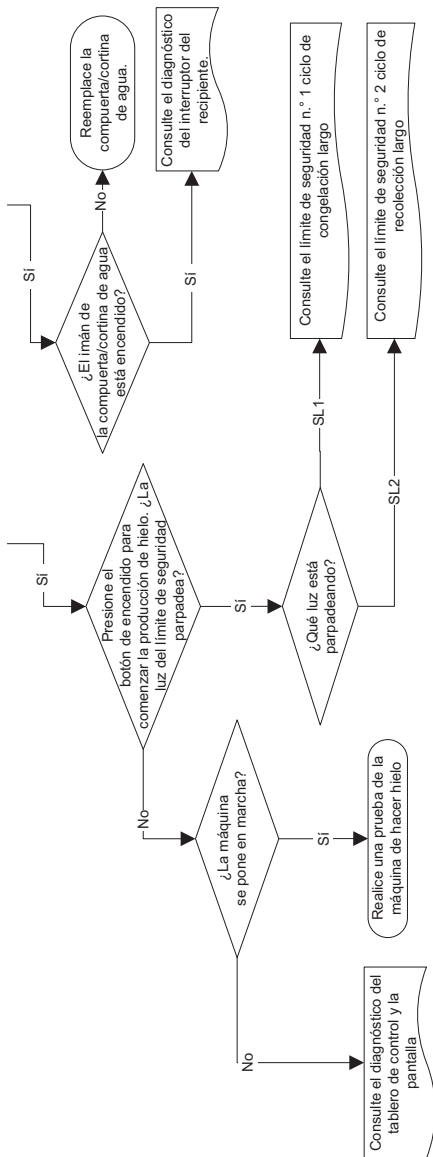 Sí
¿El imán de
la compuerta/cortina de agua
está encendido?
No
Reemplace la
compuerta/cortina
de agua.
Sí
Consulte el diagnóstico
del interruptor del
recipiente.
Sí
Presione el
botón de encendido para
comenzar la producción de hielo. ¿La
luz del límite de seguridad
parpadea?
Sí
¿Qué luz está
parpadeando?
SL1
Consulte el límite de seguridad n.° 1 ciclo de
congelación largo
SL2
Consulte el límite de seguridad n.° 2 ciclo de
recolección largo
No
¿La máquina
se pone en marcha?
Sí
Realice una prueba de la
máquina de hacer hielo
No
Consulte el diagnóstico del
tablero de control y la
pantalla